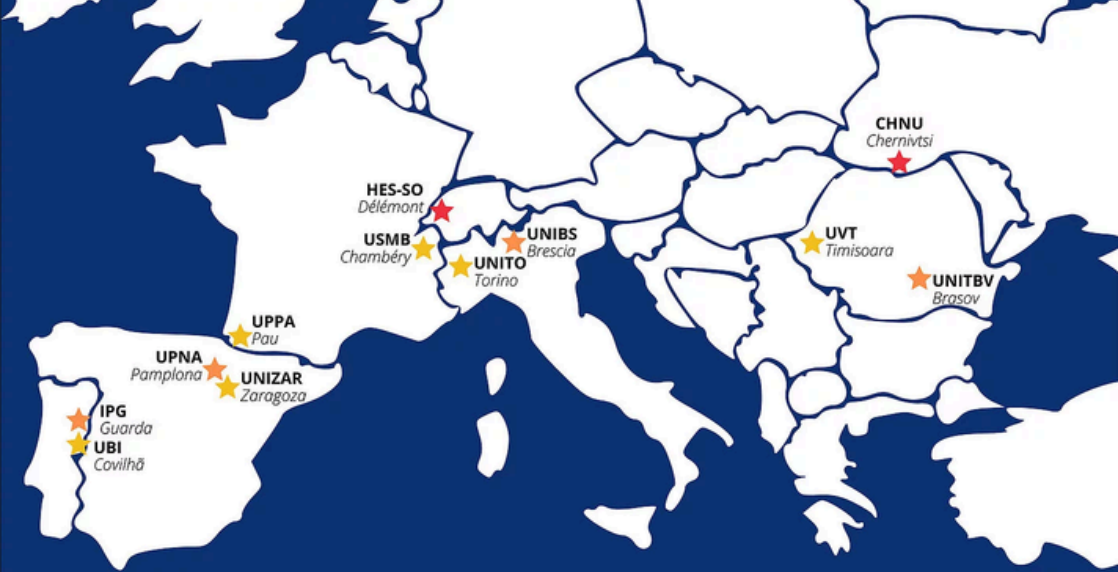 CHNU
Chernivtsi
HES-SO
Délémont
USMB
Chambéry
UNIBS
Brescia
UNITO
Torino
UVT
Timisoara
UNITBV
Brasov
UPPA
Pau
UPNA
Pamplona
UNIZAR
Zaragoza
IPG
Guarda
UBI
Covilhã